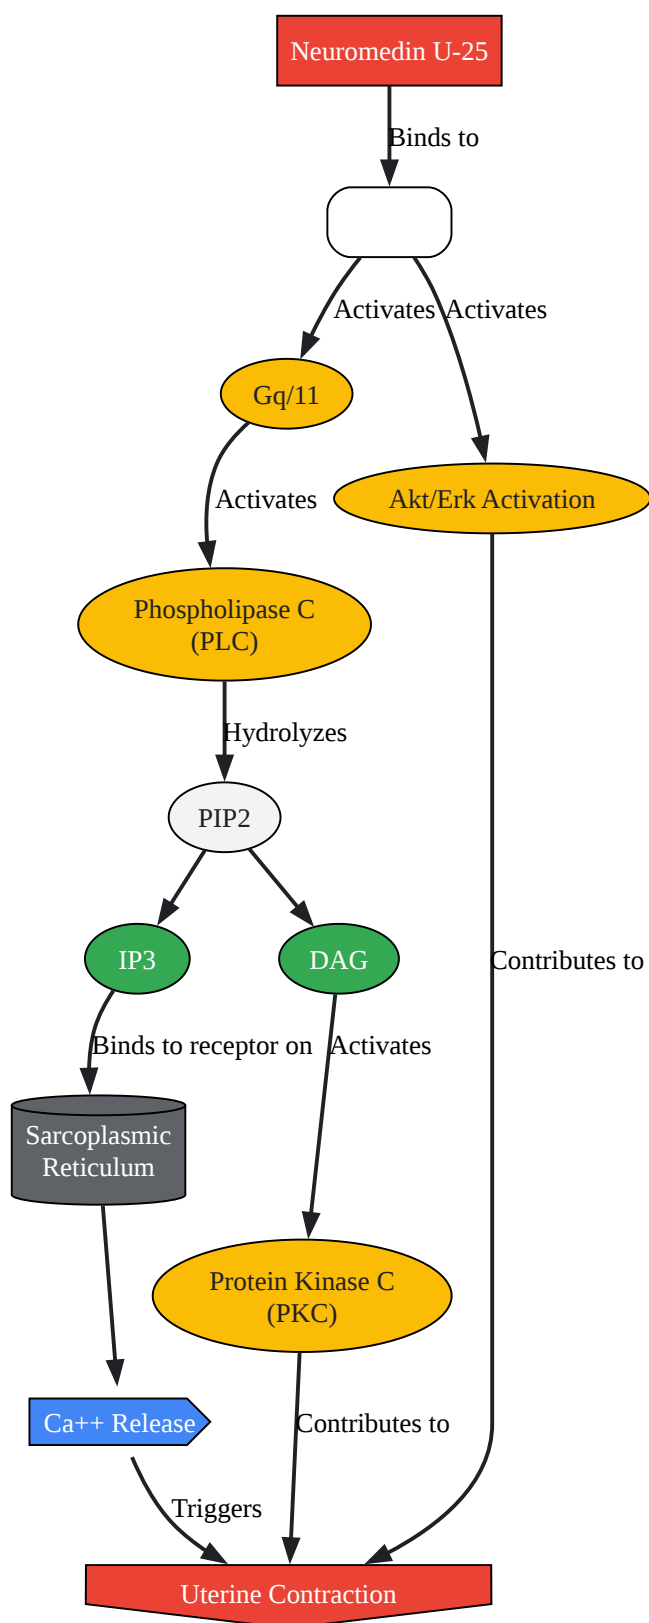 Neuromedin U-25
Binds to
Activates
Activates
Gq/11
Activates
Akt/Erk Activation
Phospholipase C
(PLC)
Hydrolyzes
PIP2
IP3
DAG
Contributes to
Binds to receptor on
Activates
Sarcoplasmic
Reticulum
Protein Kinase C
(PKC)
Ca++ Release
Contributes to
Triggers
Uterine Contraction